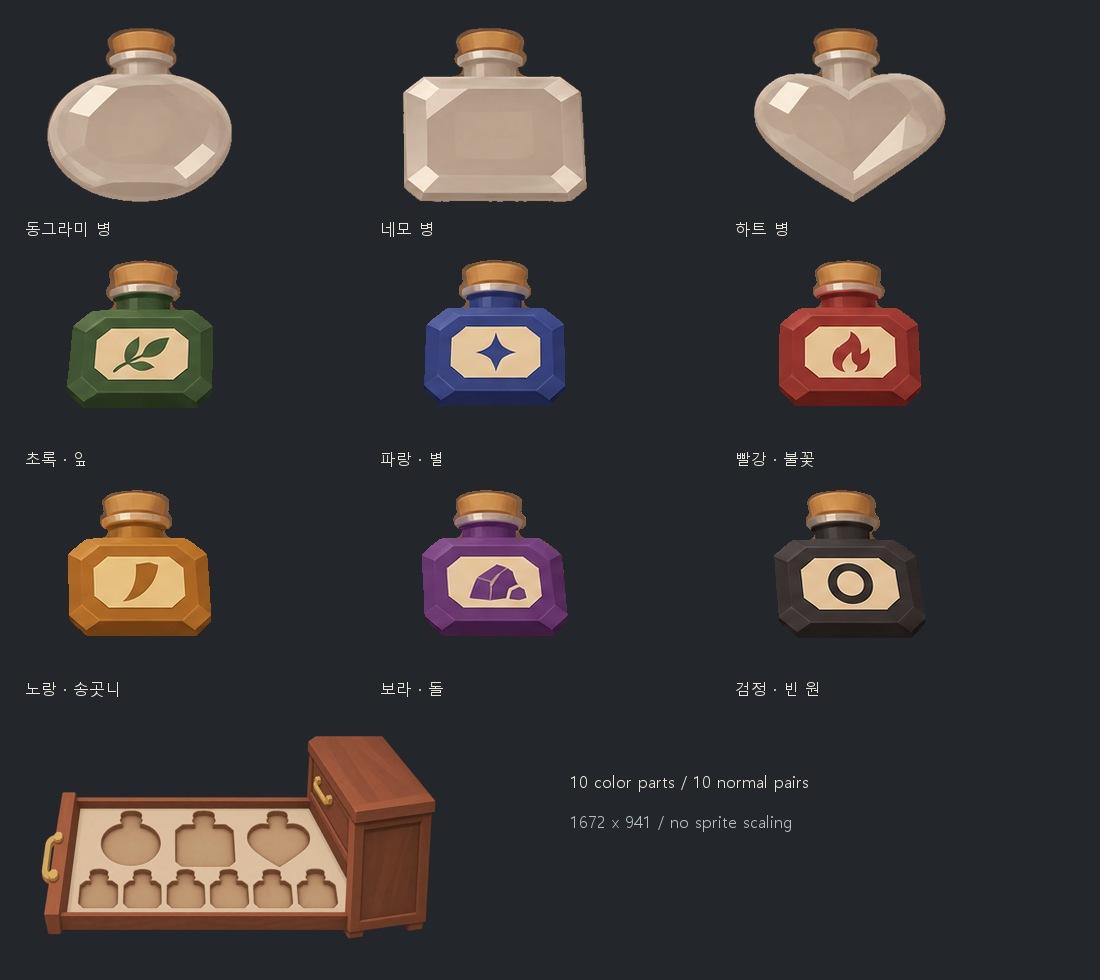 동그라미 병
네모 병
하트 병
초록 · 잎
파랑 · 별
빨강 · 불꽃
노랑 · 송곳니
보라 · 돌
검정 · 빈 원
10 color parts / 10 normal pairs
1672 x 941 / no sprite scaling